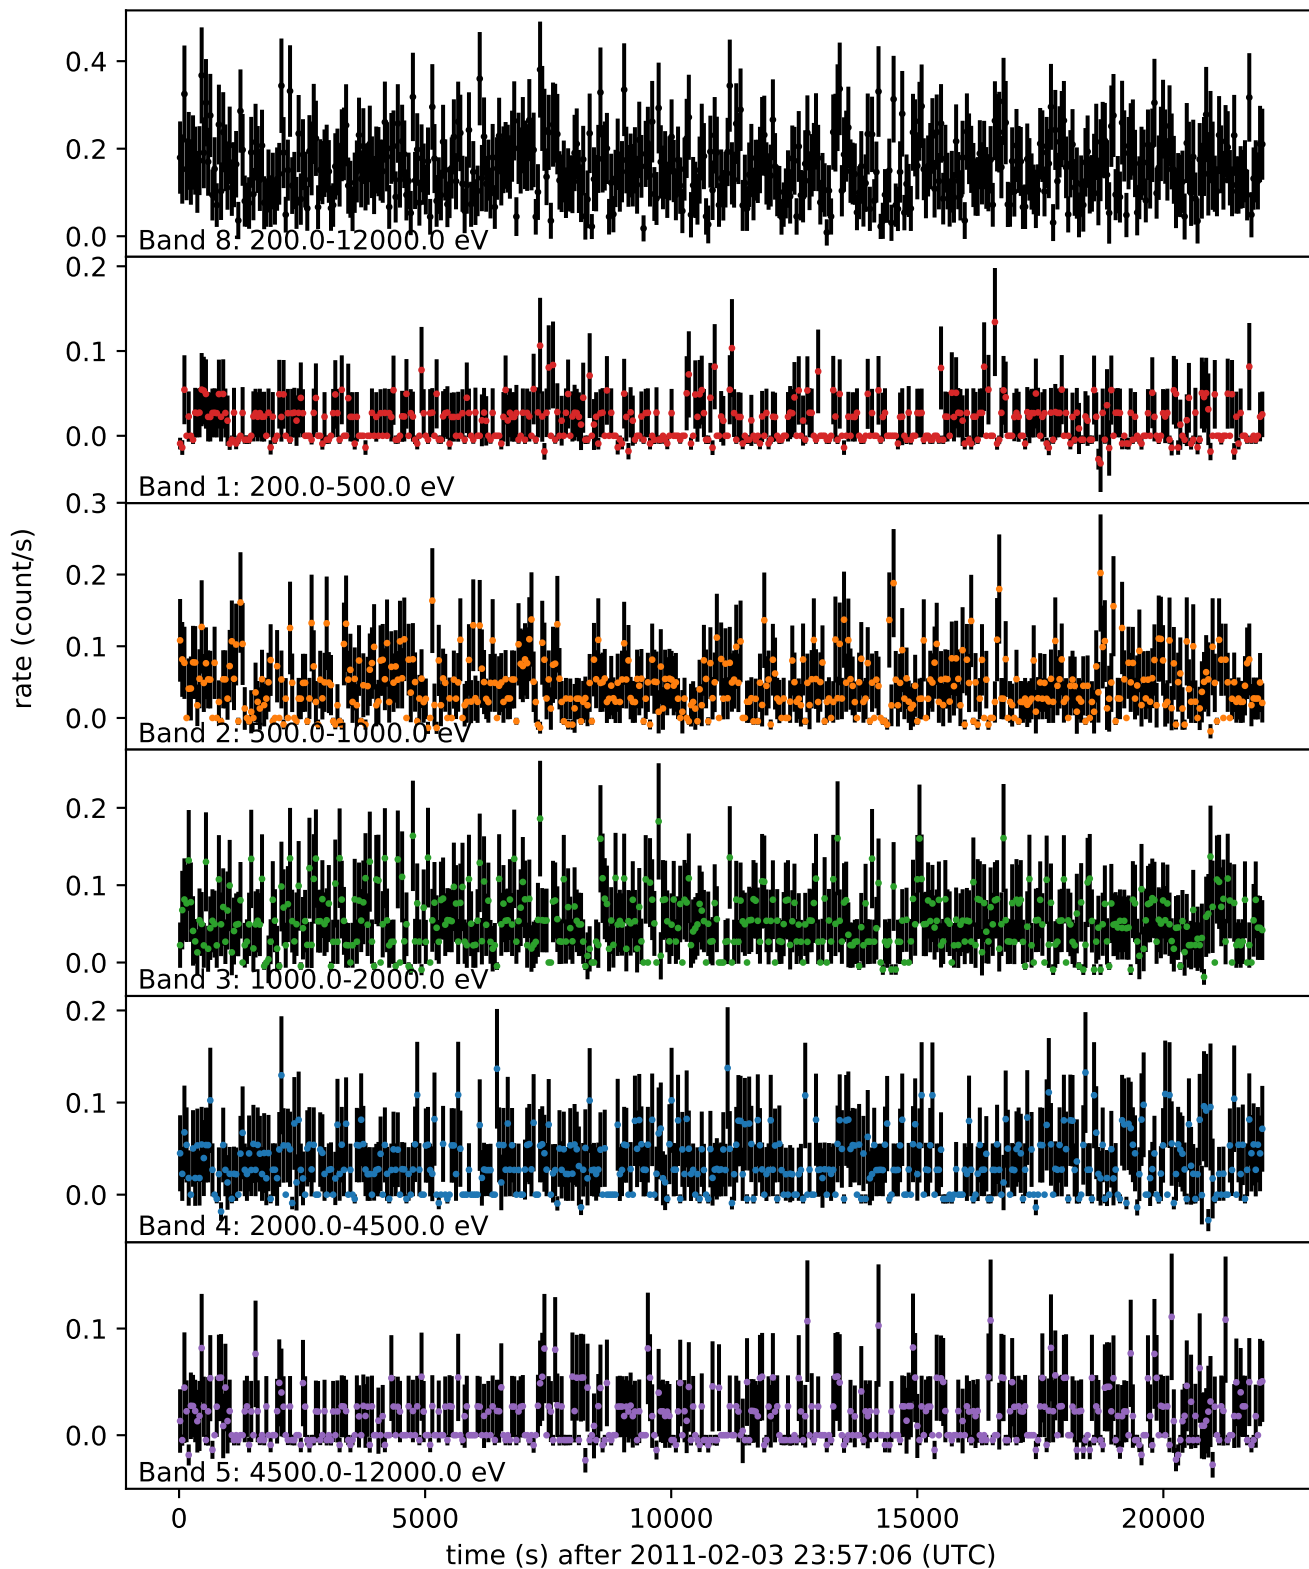 0.4
0.2
0.0
Band 8: 200.0-12000.0 eV
0.2
0.1
0.0
Band 1: 200.0-500.0 eV
0.3
0.2
0.1
0.0
Band 2: 500.0-1000.0 eV
rate (count/s)
0.2
0.1
0.0
Band 3: 1000.0-2000.0 eV
0.2
0.1
0.0
Band 4: 2000.0-4500.0 eV
0.1
0.0
Band 5: 4500.0-12000.0 eV
0 5000 10000 15000 20000
time (s) after 2011-02-03 23:57:06 (UTC)